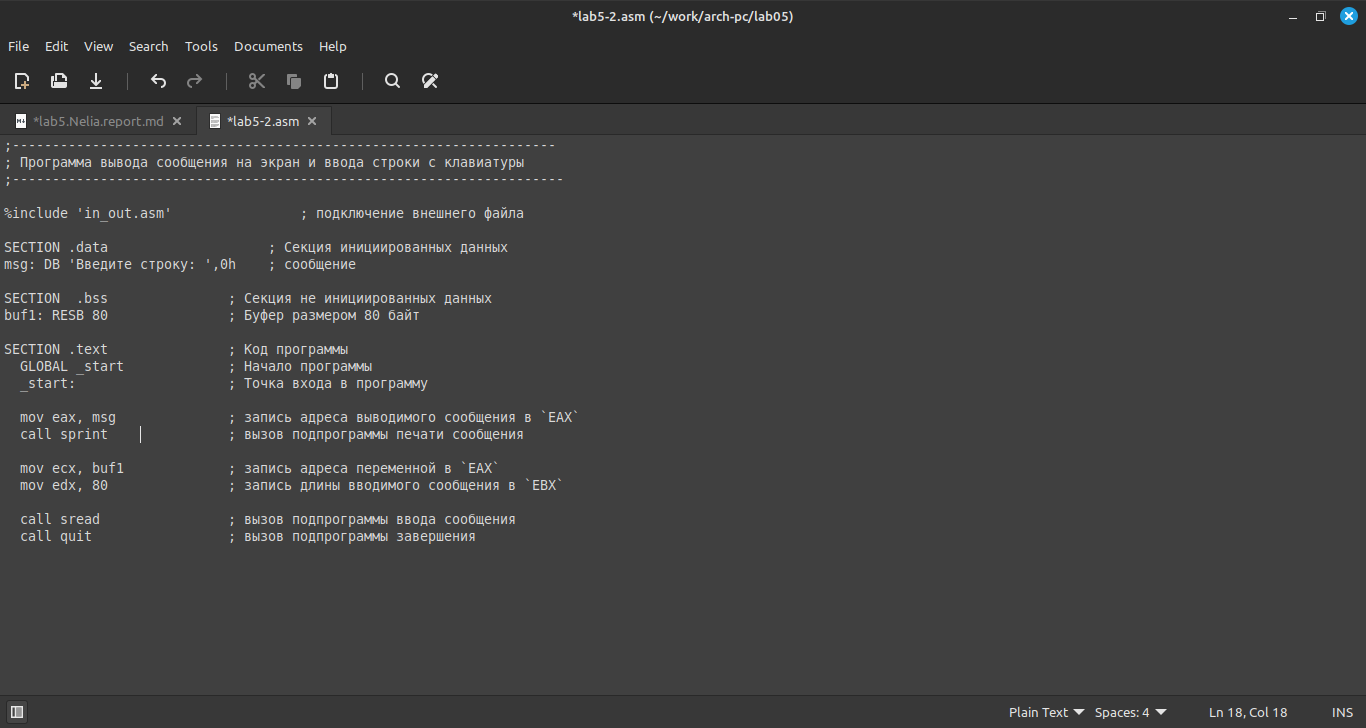 *lab5-2.asm (~/work/arch-pc/lab05)
File Edit View Search Tools Documents Help
*lab5.Nelia.report.md
*lab5-2.asm
;--------------------------------------------------------------------
; Программа вывода сообщения на экран и ввода строки с клавиатуры
;---------------------------------------------------------------------
%include 'in_out.asm' ; подключение внешнего файла
SECTION .data ; Секция инициированных данных
msg: DB 'Введите строку: ',0h ; сообщение
SECTION  .bss ; Секция не инициированных данных
buf1: RESB 80 ; Буфер размером 80 байт
SECTION .text ; Код программы
GLOBAL _start ; Начало программы
_start: ; Точка входа в программу
mov eax, msg ; запись адреса выводимого сообщения в `EAX`
call sprint ; вызов подпрограммы печати сообщения
mov ecx, buf1 ; запись адреса переменной в `EAX`
mov edx, 80 ; запись длины вводимого сообщения в `EBX`
call sread ; вызов подпрограммы ввода сообщения
call quit ; вызов подпрограммы завершения
Plain Text Spaces: 4 Ln 18, Col 18 INS